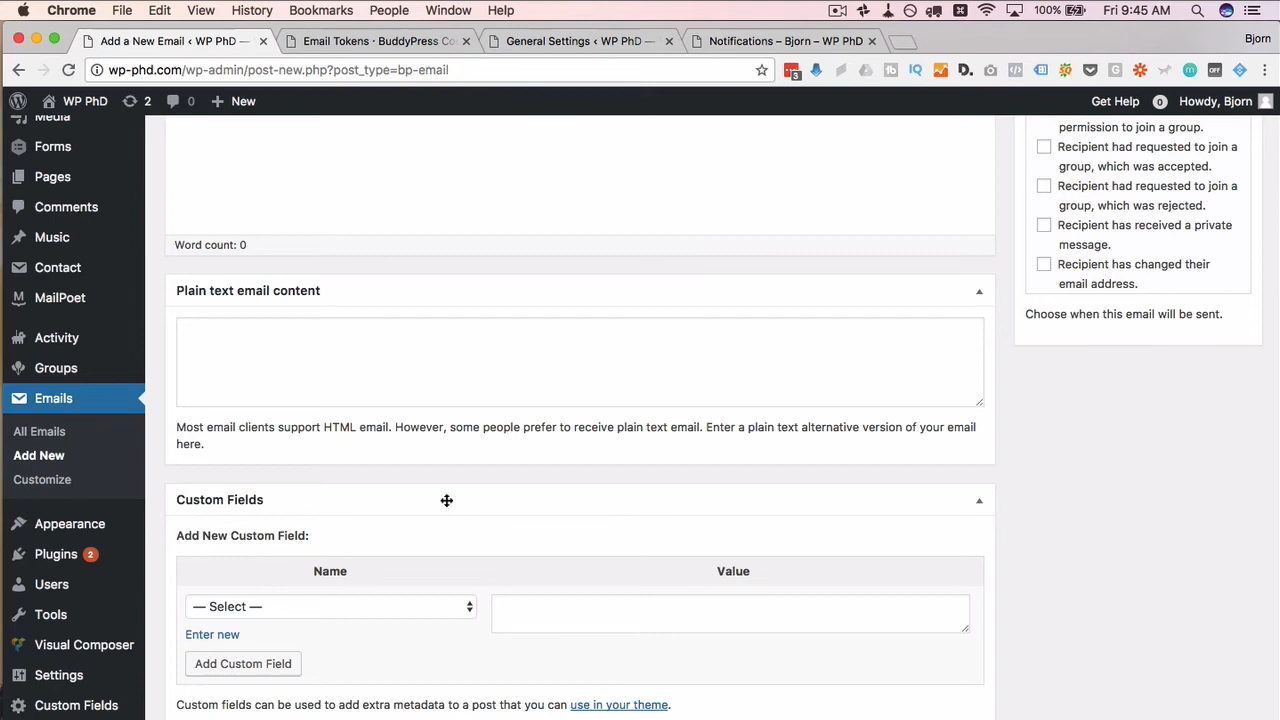 Chrome File Edit View History Bookmarks People Window Help 100% Fri 9:45 AM
Add a New Email ‹ WP PhD — Email Tokens · BuddyPress Co General Settings ‹ WP PhD — Notifications – Bjorn – WP PhD Bjorn
wp-phd.com/wp-admin/post-new.php?post_type=bp-email
WP PhD 2 0 New Get Help 0 Howdy, Bjorn
Media
Forms
Pages
Comments
Music
Contact
MailPoet
Activity
Groups
Emails
All Emails
Add New
Customize
Appearance
Plugins 2
Users
Tools
Visual Composer
Settings
Custom Fields
Word count: 0
Plain text email content
Most email clients support HTML email. However, some people prefer to receive plain text email. Enter a plain text alternative version of your email
here.
Custom Fields
Add New Custom Field:
Name Value
— Select —
Enter new
Add Custom Field
Custom fields can be used to add extra metadata to a post that you can use in your theme.
permission to join a group.
Recipient had requested to join a
group, which was accepted.
Recipient had requested to join a
group, which was rejected.
Recipient has received a private
message.
Recipient has changed their
email address.
Choose when this email will be sent.